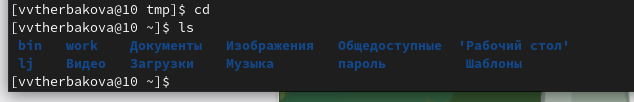 [vvtherbakova@10 tmp]$ cd
[vvtherbakova@10 ~]$ ls
bin work Документы Изображения Общедоступные 'Рабочий стол'
lj Видео Загрузки Музыка пароль Шаблоны
[vvtherbakova@10 ~]$